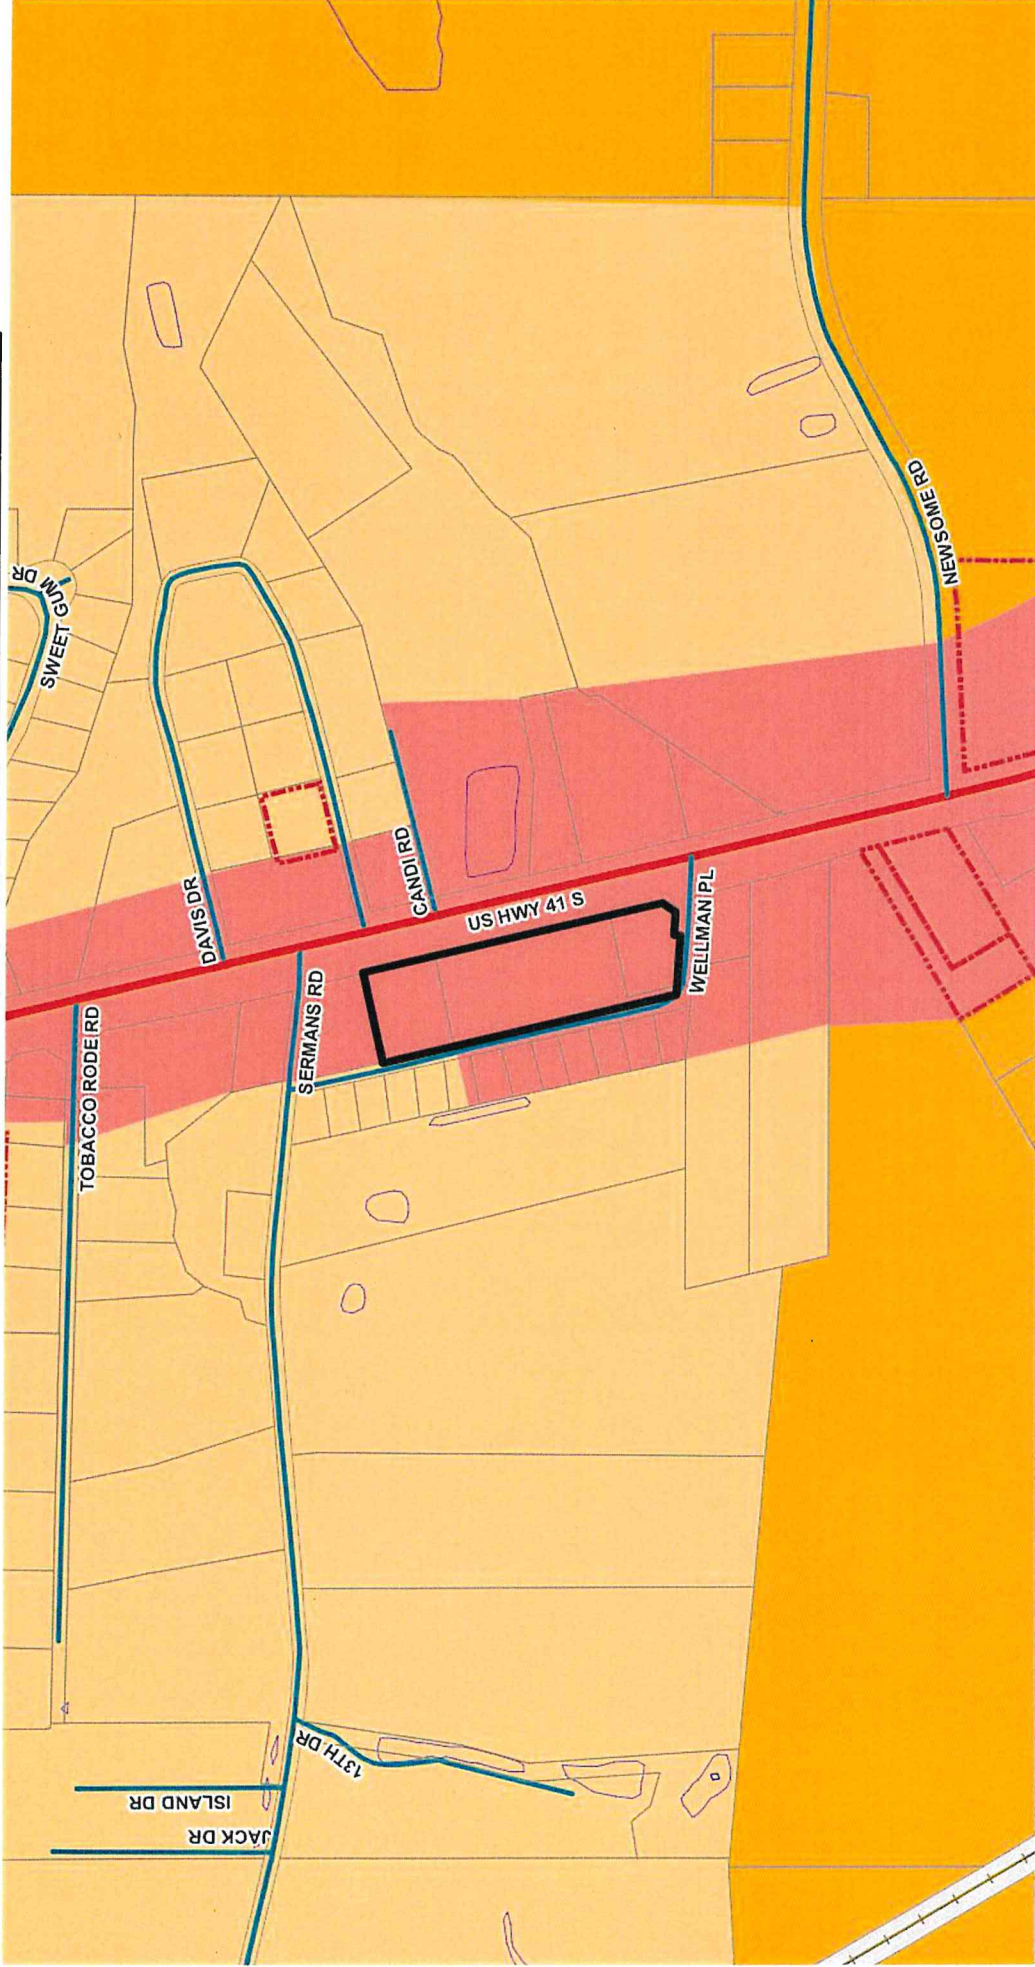 SWEET GUM DR
DAVIS DR
CANDI RD
NEWSOME RD
US HWY 41 S
WELLMAN PL
SERMANS RD
TOBACCO RODE RD
13TH DR
ISLAND DR
JACK DR